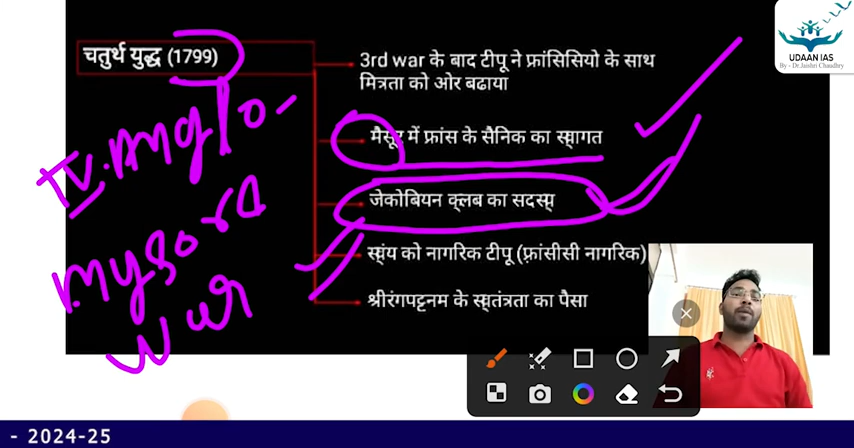 चतुर्थ युद्ध (1799)
3rd war के बाद टीपू ने फ्रांसिसियो के साथ
मित्रता को ओर बढाया
मैसूर में फ्रांस के सैनिक का स्वागत
जेकोबियन क्लब का सदस्य
स्वंय को नागरिक टीपू (फ्रांसीसी नागरिक)
श्रीरंगपट्टनम के स्वतंत्रता का पैसा
IV. Anglo-
mysore
war
UDAAN IAS
By - Dr.Janhri Chaudhry
- 2024-25